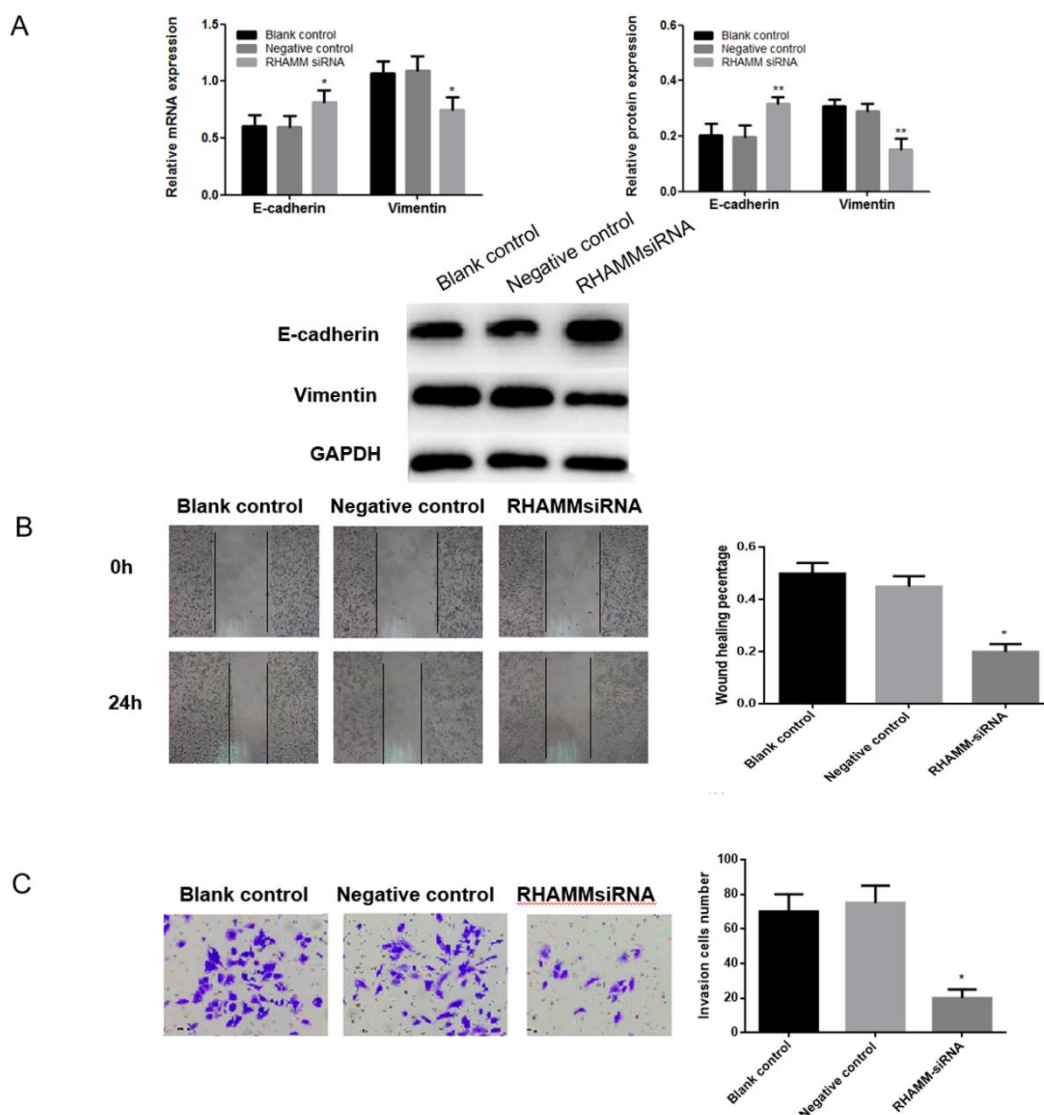 A
Relative mRNA expression
1.5
1.0
0.5
0.0
Blank control
Negative control
RHAMM siRNA
*
*
E-cadherin
Vimentin
Relative protein expression
0.6
0.4
0.2
0.0
Blank control
Negative control
RHAMM siRNA
**
**
E-cadherin
Vimentin
Blank control
Negative control
RHAMMsiRNA
E-cadherin
Vimentin
GAPDH
B
Blank control
Negative control
RHAMMsiRNA
0h
24h
Wound healing pecentage
0.6
0.4
0.2
0.0
*
Blank control
Negative control
RHAMM-siRNA
...
C
Blank control
Negative control
RHAMMsiRNA
Invasion cells number
100
80
60
40
20
0
*
Blank control
Negative control
RHAMM-siRNA